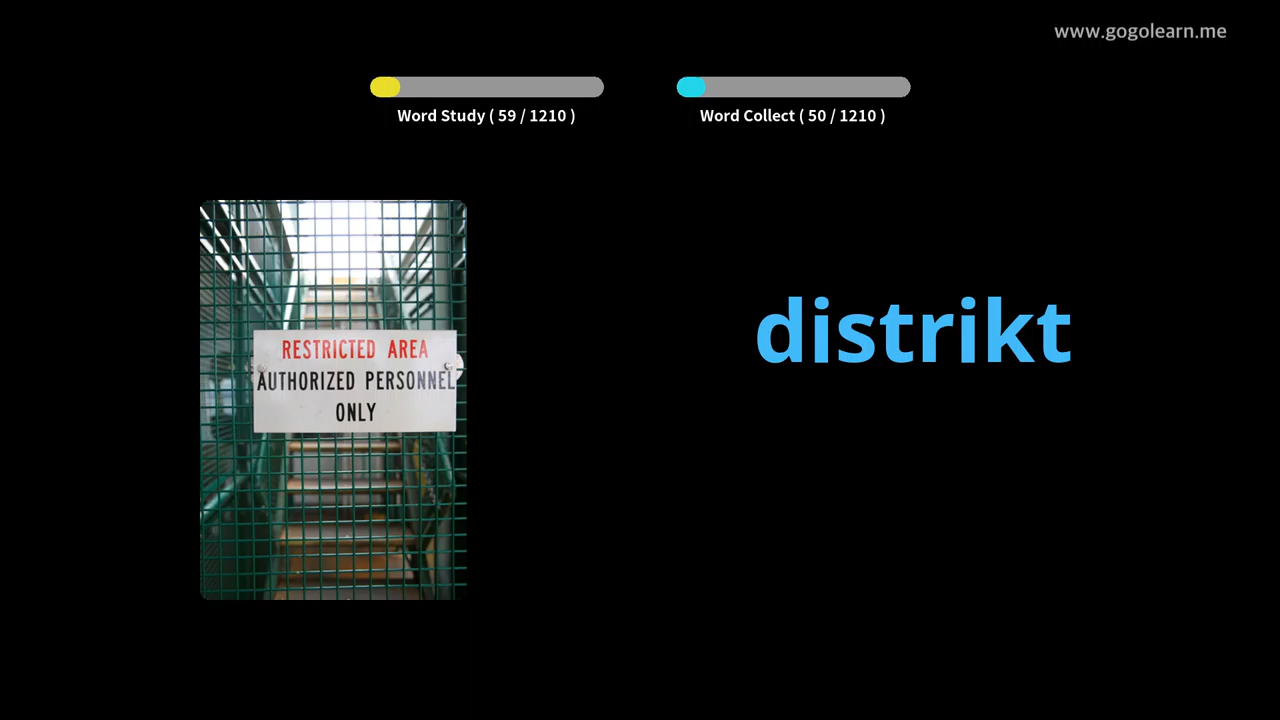 www.gogolearn.me
Word Study ( 59 / 1210 )
Word Collect ( 50 / 1210 )
RESTRICTED AREA
AUTHORIZED PERSONNEL
ONLY
distrikt